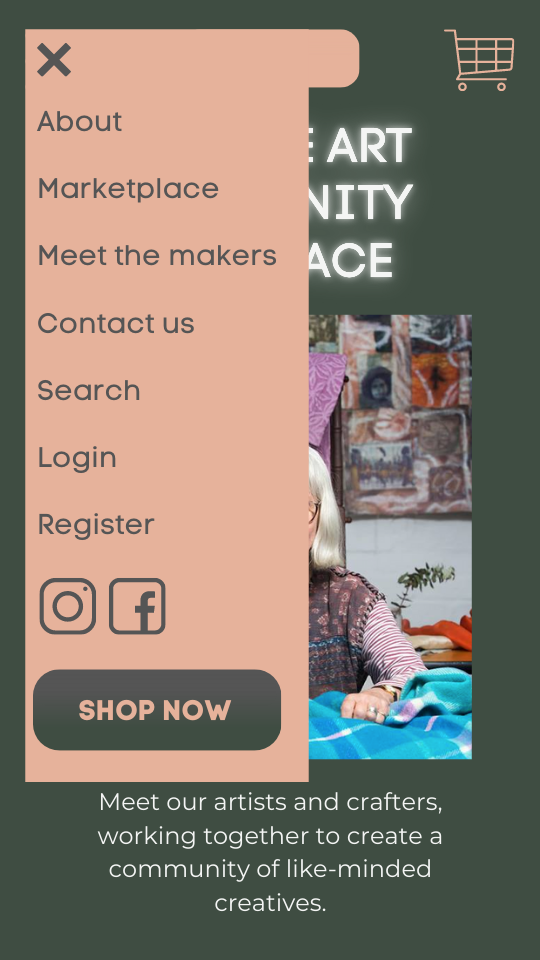 About
E ART
Marketplace
NITY
Meet the makers
ACE
Contact us
Search
Login
Register
SHOP NOW
Meet our artists and crafters,
working together to create a
community of like-minded
creatives.